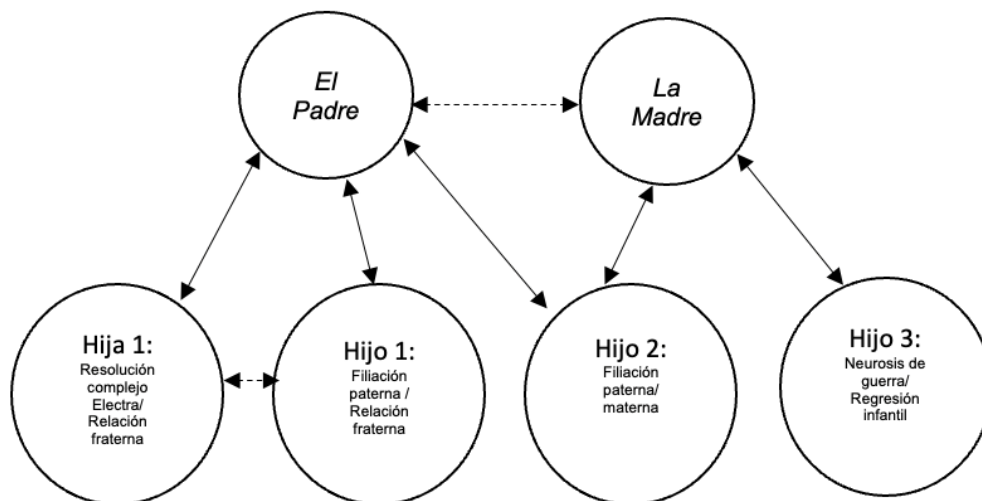 El
Padre
La
Madre
Hija 1:
Resolución
complejo
Electra/
Relación
fraterna
Hijo 1:
Filiación
paterna /
Relación
fraterna
Hijo 2:
Filiación
paterna/
materna
Hijo 3:
Neurosis de
guerra/
Regresión
infantil